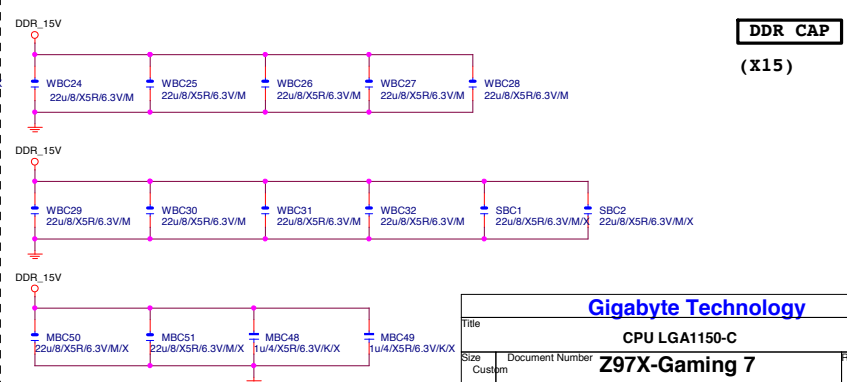 DDR_15V
DDR CAP
(X15)
WBC24
22u/8/X5R/6.3V/M
WBC25
22u/8/X5R/6.3V/M
WBC26
22u/8/X5R/6.3V/M
WBC27
22u/8/X5R/6.3V/M
WBC28
22u/8/X5R/6.3V/M
DDR_15V
WBC29
22u/8/X5R/6.3V/M
WBC30
22u/8/X5R/6.3V/M
WBC31
22u/8/X5R/6.3V/M
WBC32
22u/8/X5R/6.3V/M
SBC1
22u/8/X5R/6.3V/M/X
SBC2
22u/8/X5R/6.3V/M/X
DDR_15V
MBC50
22u/8/X5R/6.3V/M/X
MBC51
22u/8/X5R/6.3V/M/X
MBC48
1u/4/X5R/6.3V/K/X
MBC49
1u/4/X5R/6.3V/K/X
Gigabyte Technology
Title
CPU LGA1150-C
Size
Custom
Document Number
Z97X-Gaming 7